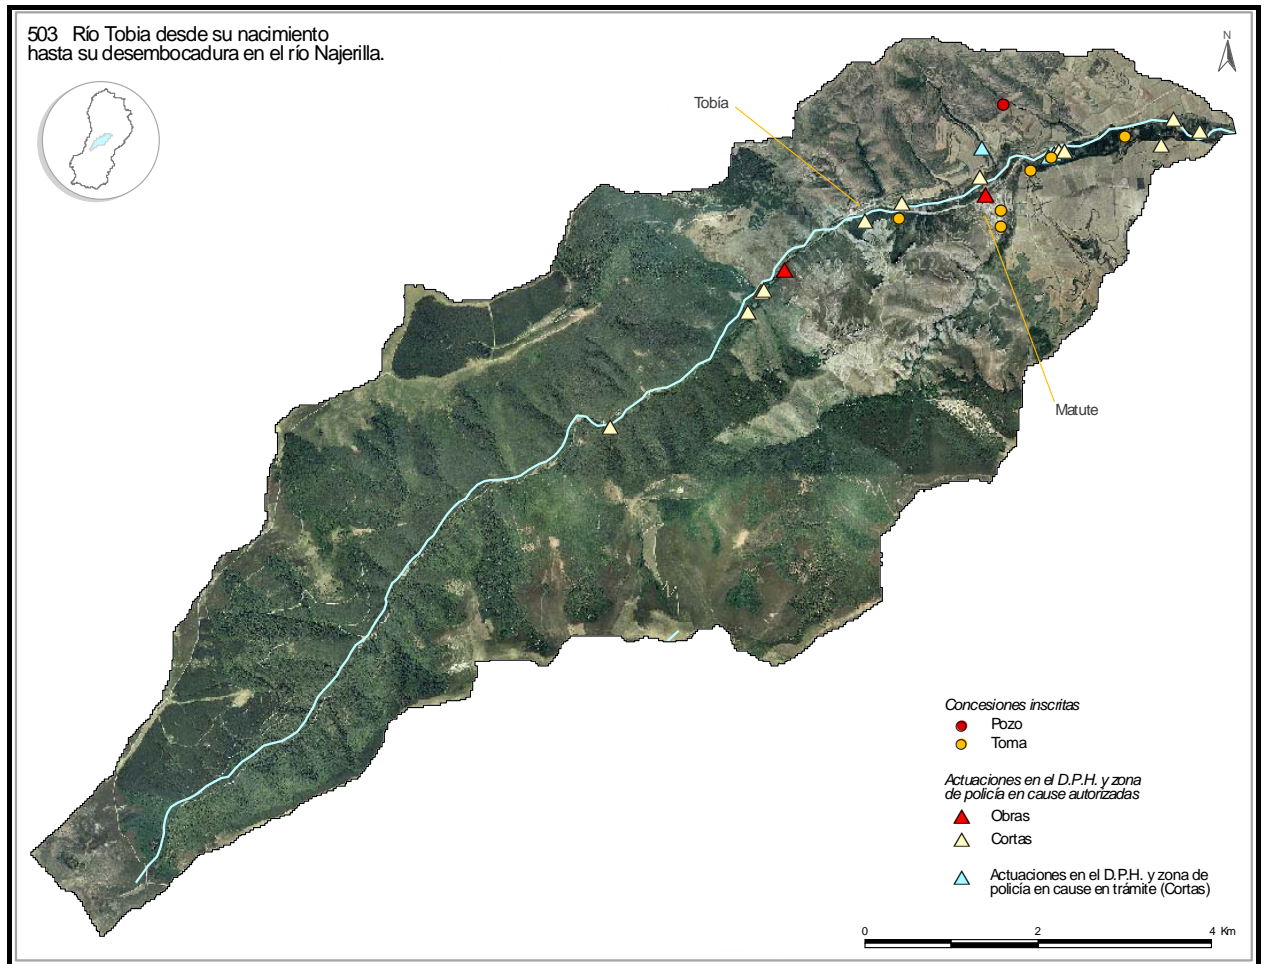 503 Río Tobia desde su nacimiento
hasta su desembocadura en el río Najerilla.
N
Tobía
Matute
Concesiones inscritas
Pozo
Toma
Actuaciones en el D.P.H. y zona
de policía en cause autorizadas
Obras
Cortas
Actuaciones en el D.P.H. y zona de
policía en cause en trámite (Cortas)
0 2 4 Km